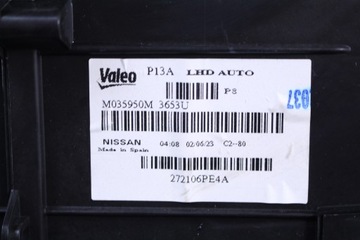 Valeo P13A LHD AUTO
P8
M035950M 3653U
NISSAN 04:08 02/06/23 C2--80
Made in Spain
272106PE4A